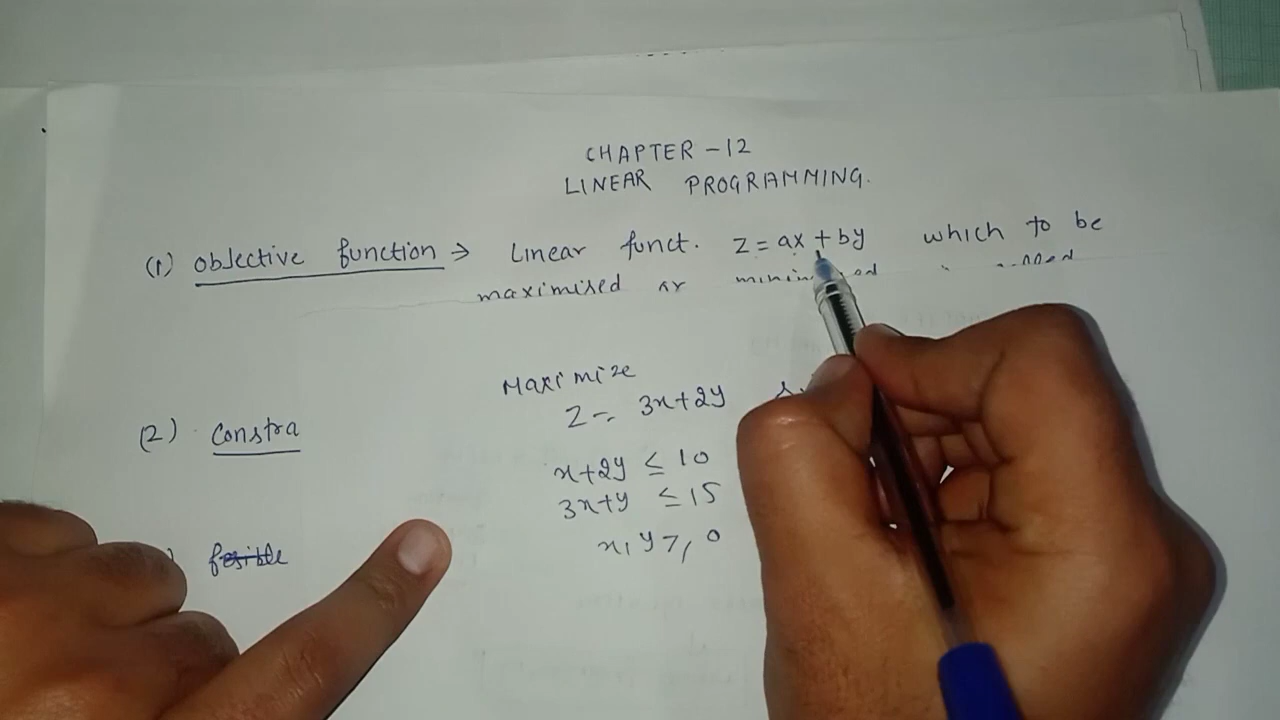 CHAPTER - 12
LINEAR PROGRAMMING.
(1) objective function → Linear funct. Z = ax + by which to be
maximised or
Maximize
Z = 3x+2y
(2) Constra
x+2y ≤ 10
3x+y ≤ 15
x, y ≥ 0